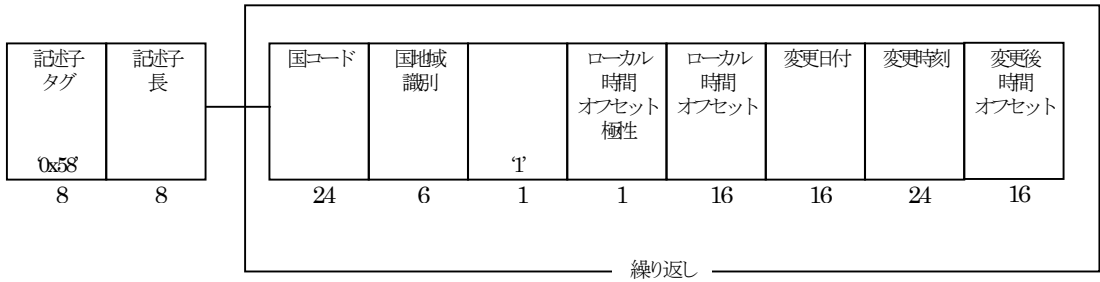 記述子
タグ
'0x58'
8
記述子
長
8
国コード
24
国地域
識別
6
'1'
1
ローカル
時間
オフセット
極性
1
ローカル
時間
オフセット
16
変更日付
16
変更時刻
24
変更後
時間
オフセット
16
繰り返し